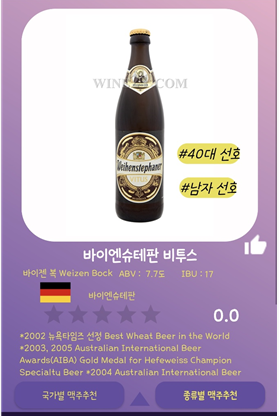 WIN  .COM
Weihenstephaner
#40대 선호
#남자 선호
바이엔슈테판 비투스
바이젠 복 Weizen Bock ABV : 7.7도 IBU : 17
바이엔슈테판
0.0
*2002 뉴욕타임즈 선정 Best Wheat Beer in the World
*2003, 2005 Australian International Beer
Awards(AIBA) Gold Medal for Hefeweiss Champion
Specialty Beer *2004 Australian International Beer
국가별 맥주추천
종류별 맥주추천